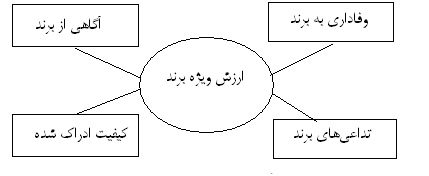 وفاداری به برند
آگاهی از برند
ارزش ویژه برند
تداعی‌های برند
کیفیت ادراک شده